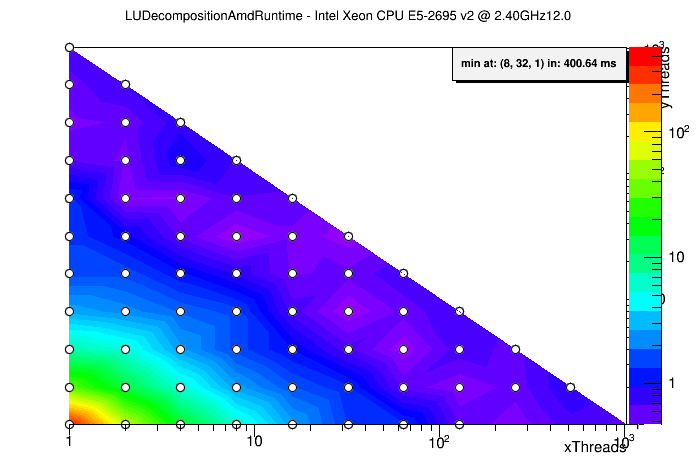 LUDecompositionAmdRuntime - Intel Xeon CPU E5-2695 v2 @ 2.40GHz12.0
min at: (8, 32, 1) in: 400.64 ms
yThreads
10²
10
1
1 10 10² 10³
xThreads